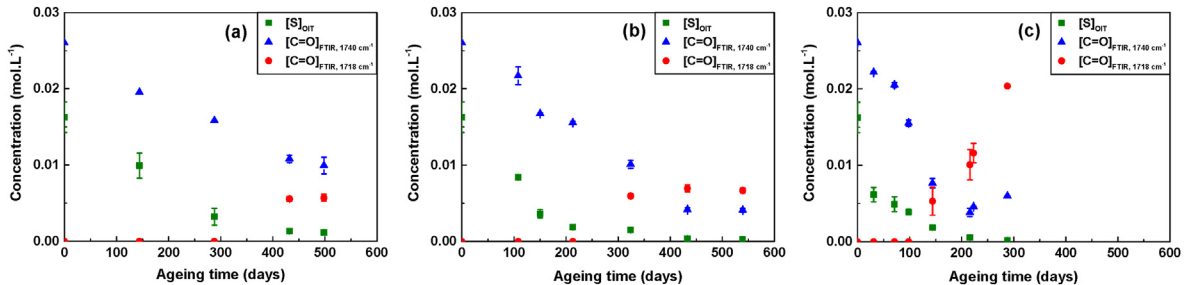 (a)
[S]OIT
[C=O]FTIR, 1740 cm⁻¹
[C=O]FTIR, 1718 cm⁻¹
Concentration (mol.L⁻¹)
0.03
0.02
0.01
0.00
0 100 200 300 400 500 600
Ageing time (days)
(b)
[S]OIT
[C=O]FTIR, 1740 cm⁻¹
[C=O]FTIR, 1718 cm⁻¹
Concentration (mol.L⁻¹)
0.03
0.02
0.01
0.00
0 100 200 300 400 500 600
Ageing time (days)
(c)
[S]OIT
[C=O]FTIR, 1740 cm⁻¹
[C=O]FTIR, 1718 cm⁻¹
Concentration (mol.L⁻¹)
0.03
0.02
0.01
0.00
0 100 200 300 400 500 600
Ageing time (days)